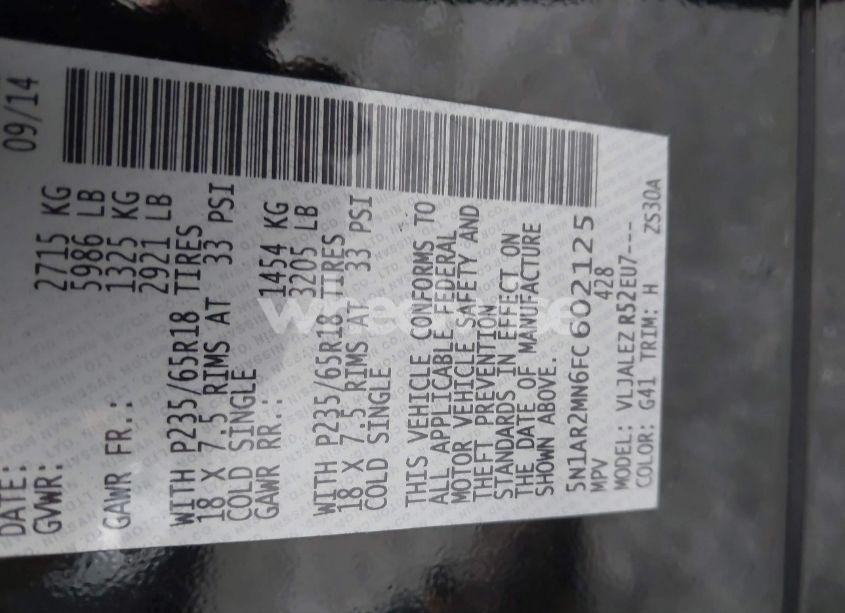 DATE: 09/14
GVWR: 2715 KG
5986 LB
GAWR FR.: 1325 KG
2921 LB
WITH P235/65R18 TIRES
18 X 7.5 RIMS AT 33 PSI
COLD SINGLE
GAWR RR.: 1454 KG
3205 LB
WITH P235/65R18 TIRES
18 X 7.5 RIMS AT 33 PSI
COLD SINGLE
THIS VEHICLE CONFORMS TO
ALL APPLICABLE FEDERAL
MOTOR VEHICLE SAFETY AND
THEFT PREVENTION
STANDARDS IN EFFECT ON
THE DATE OF MANUFACTURE
SHOWN ABOVE.
5N1AR2MN6FC602125
MPV 428
MODEL: VLJALEZ R52EU7---
COLOR: G41 TRIM: H ZS30A